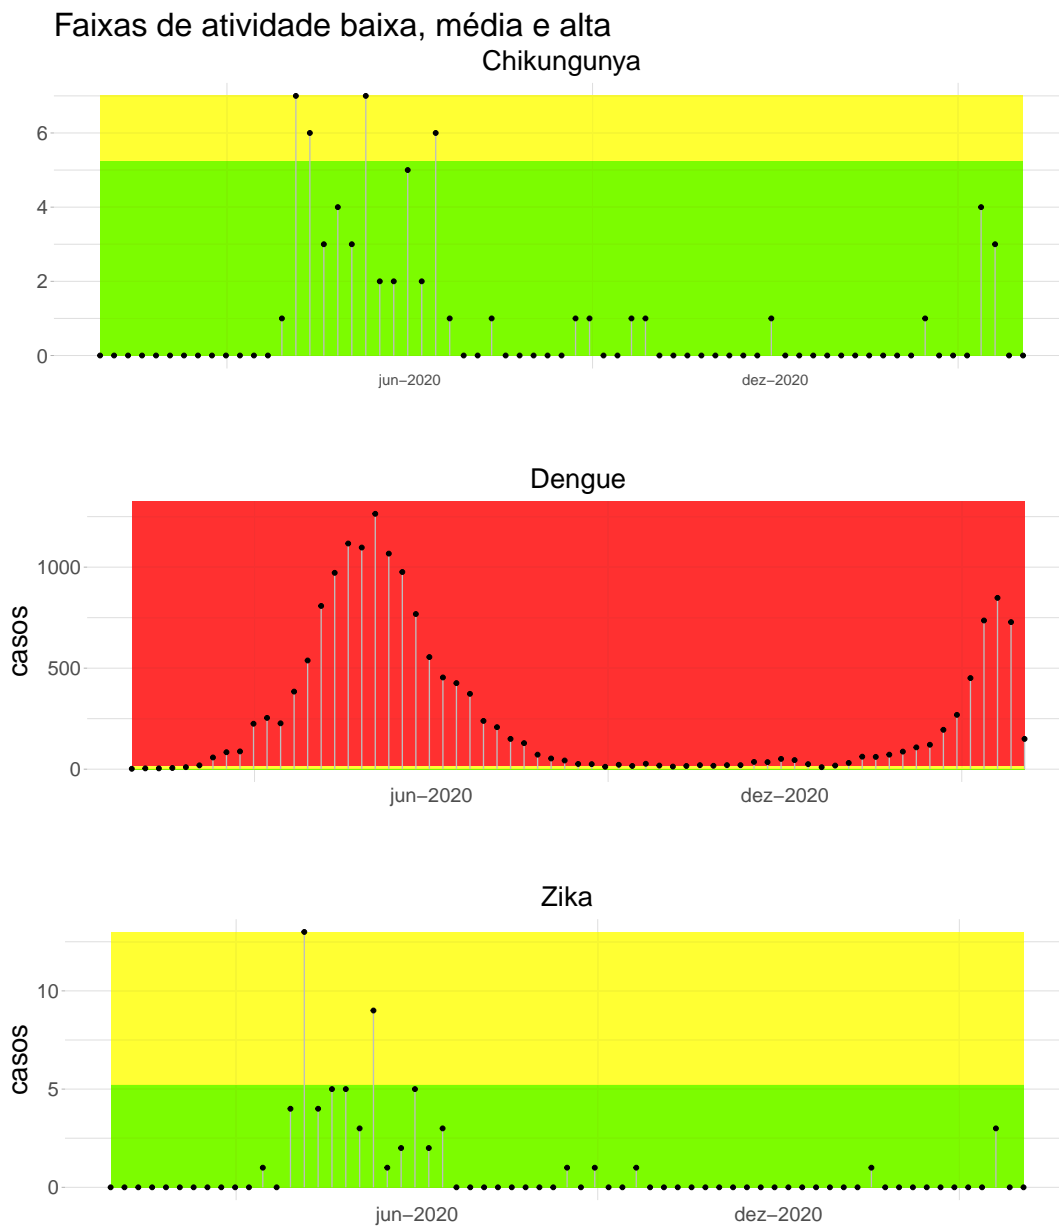 Faixas de atividade baixa, média e alta
Chikungunya
6
4
2
0
jun−2020 dez−2020
Dengue
casos
1000
500
0
jun−2020 dez−2020
Zika
casos
10
5
0
jun−2020 dez−2020